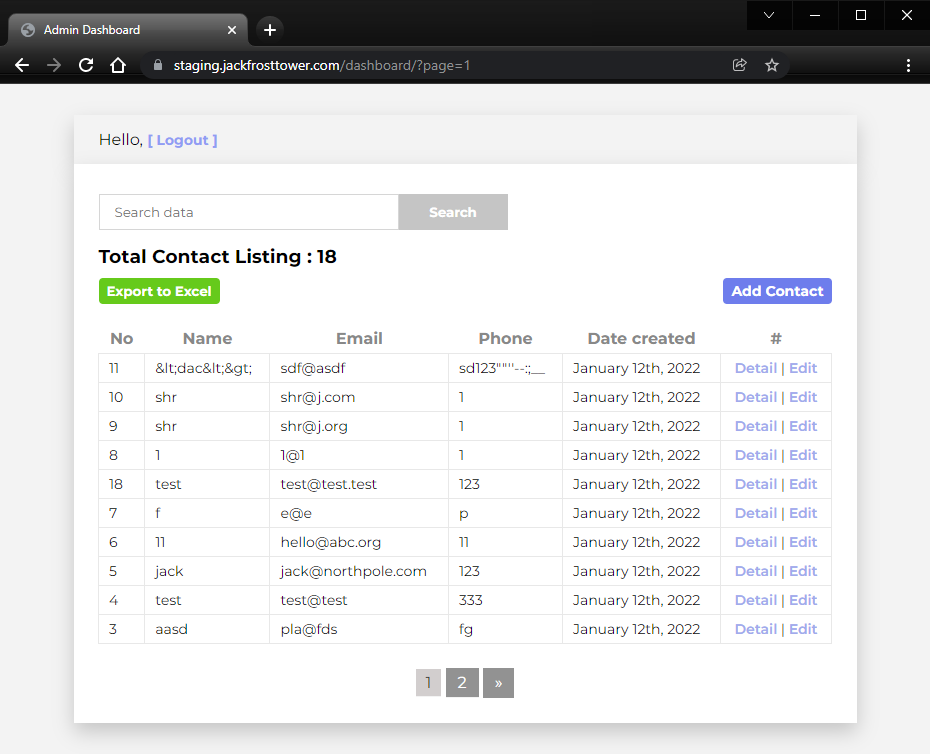 Admin Dashboard
staging.jackfrosttower.com/dashboard/?page=1
Hello, [ Logout ]
Search data Search
Total Contact Listing : 18
Export to Excel Add Contact
No Name Email Phone Date created #
11 &lt;dac&lt;&gt; sdf@asdf sd123"""'--:;__ January 12th, 2022 Detail | Edit
10 shr shr@j.com 1 January 12th, 2022 Detail | Edit
9 shr shr@j.org 1 January 12th, 2022 Detail | Edit
8 1 1@1 1 January 12th, 2022 Detail | Edit
18 test test@test.test 123 January 12th, 2022 Detail | Edit
7 f e@e p January 12th, 2022 Detail | Edit
6 11 hello@abc.org 11 January 12th, 2022 Detail | Edit
5 jack jack@northpole.com 123 January 12th, 2022 Detail | Edit
4 test test@test 333 January 12th, 2022 Detail | Edit
3 aasd pla@fds fg January 12th, 2022 Detail | Edit
1 2 »